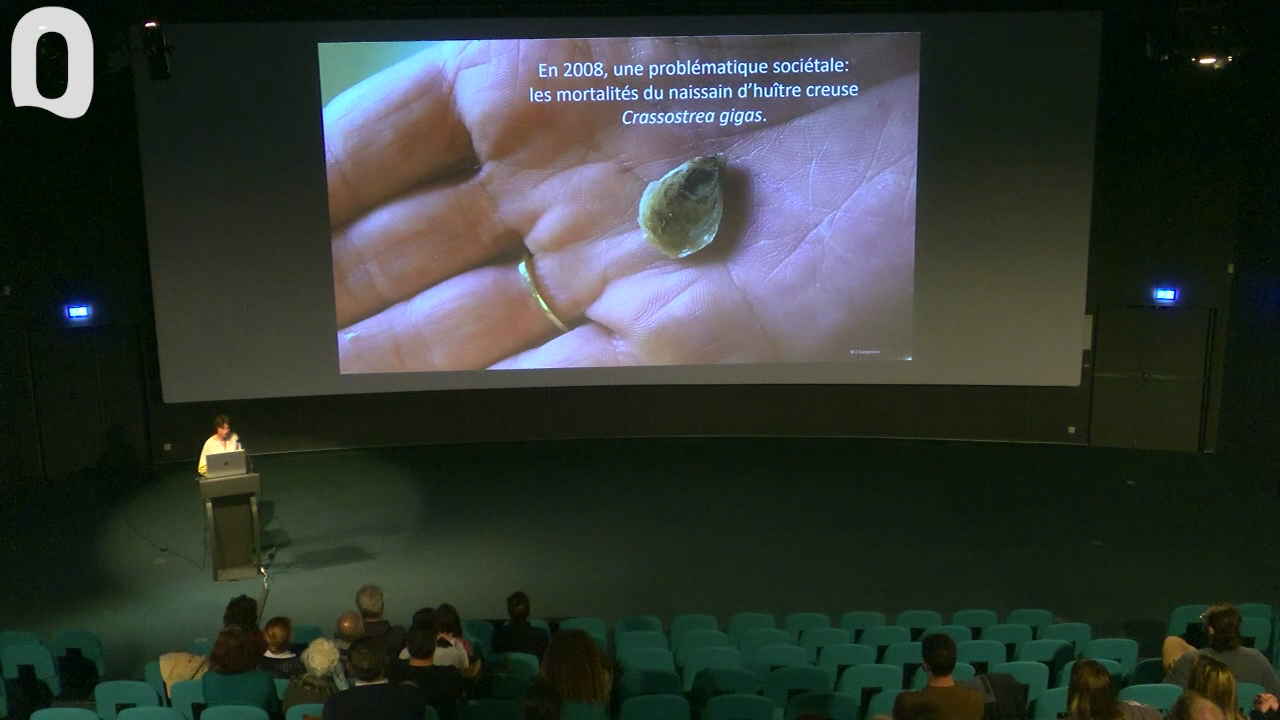 En 2008, une problématique sociétale:
les mortalités du naissain d'huître creuse
Crassostrea gigas.